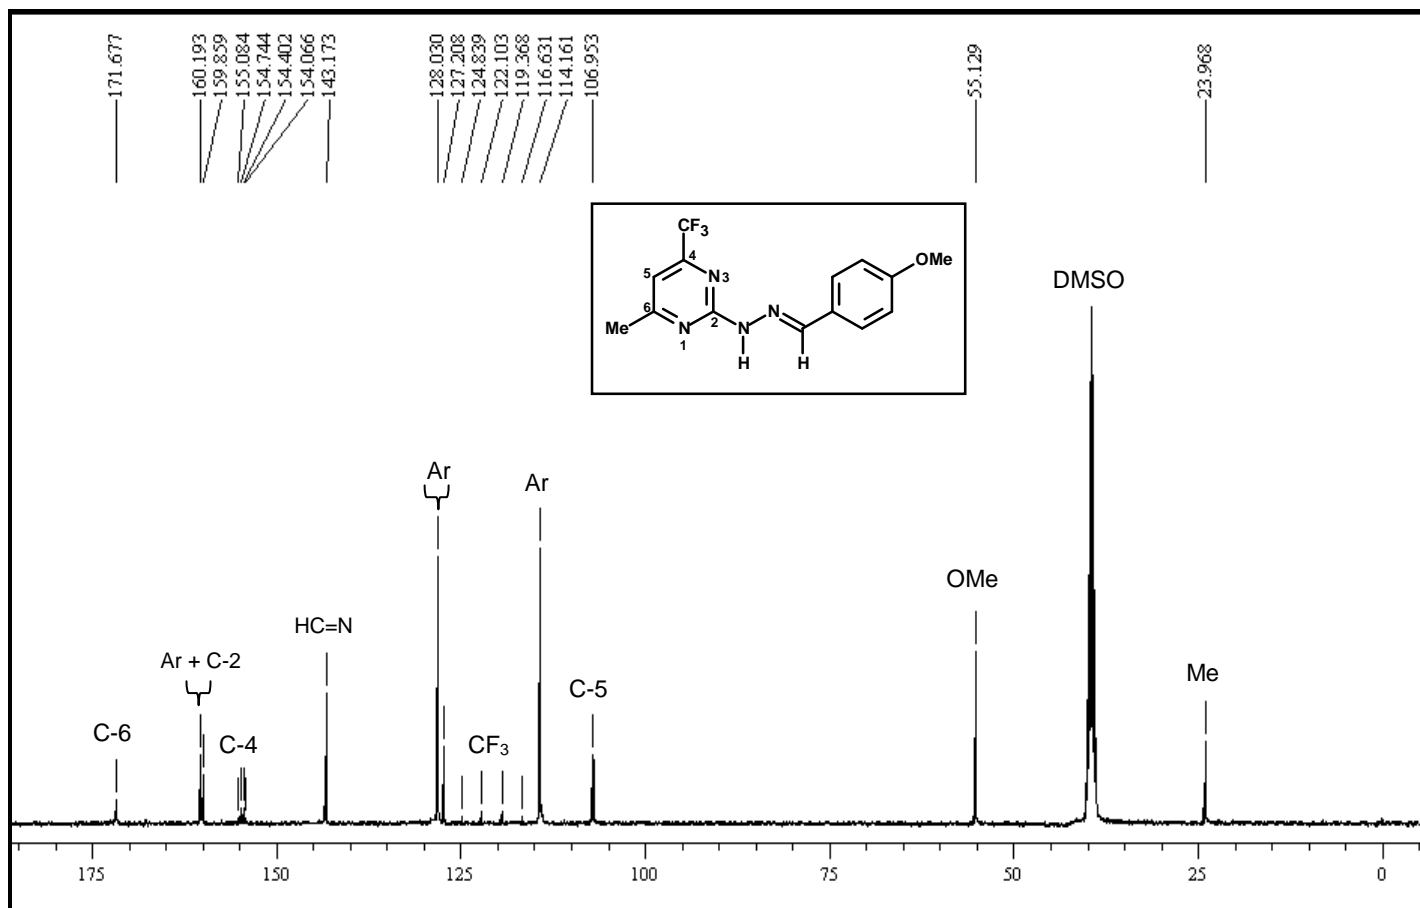 171.677
160.193
159.859
155.084
154.744
154.402
154.066
143.173
128.030
127.208
124.839
122.103
119.368
116.631
114.161
106.953
55.129
23.968
CF3
4
5
N3
OMe
6
N
Me
N
1
2
N
H
H
DMSO
Ar
Ar
OMe
HC=N
Ar + C-2
Me
C-5
C-6
C-4
CF3
175
150
125
100
75
50
25
0